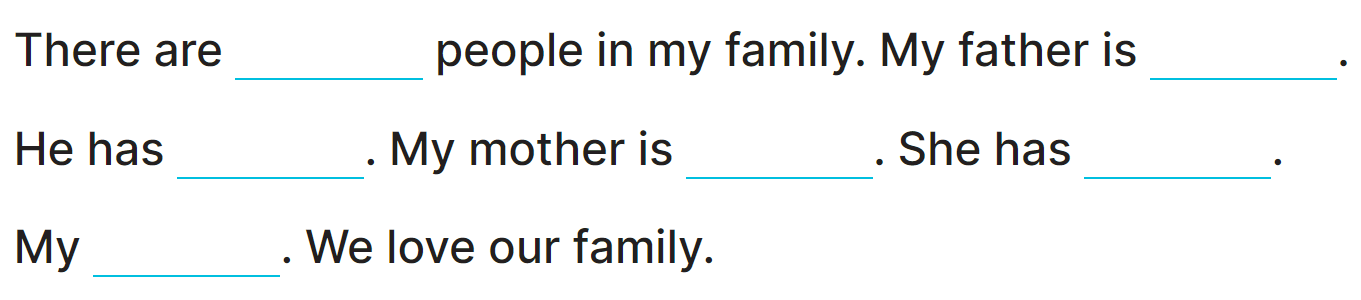 There are ________ people in my family. My father is ________.
He has ________. My mother is ________. She has ________.
My ________. We love our family.